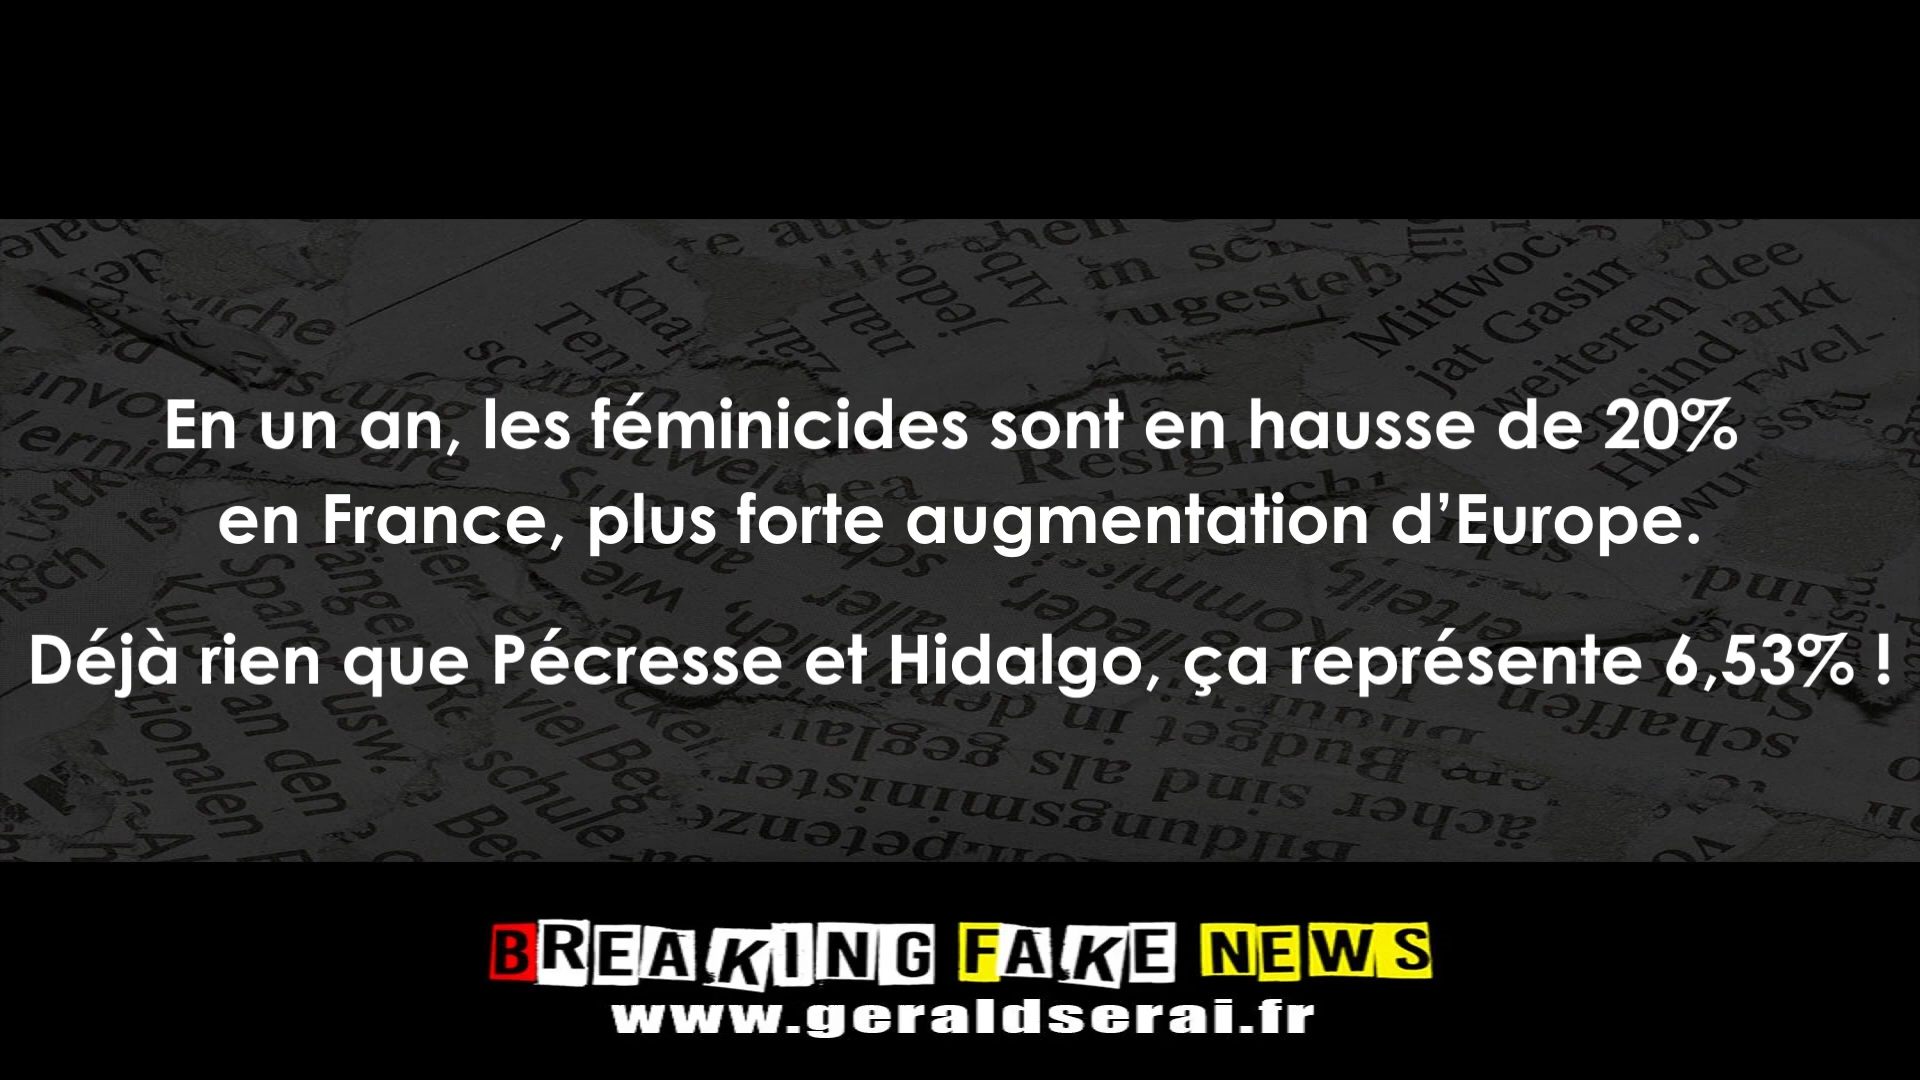 En un an, les féminicides sont en hausse de 20%
en France, plus forte augmentation d’Europe.
Déjà rien que Pécresse et Hidalgo, ça représente 6,53% !
BREAKING FAKE NEWS
www.geraldserai.fr